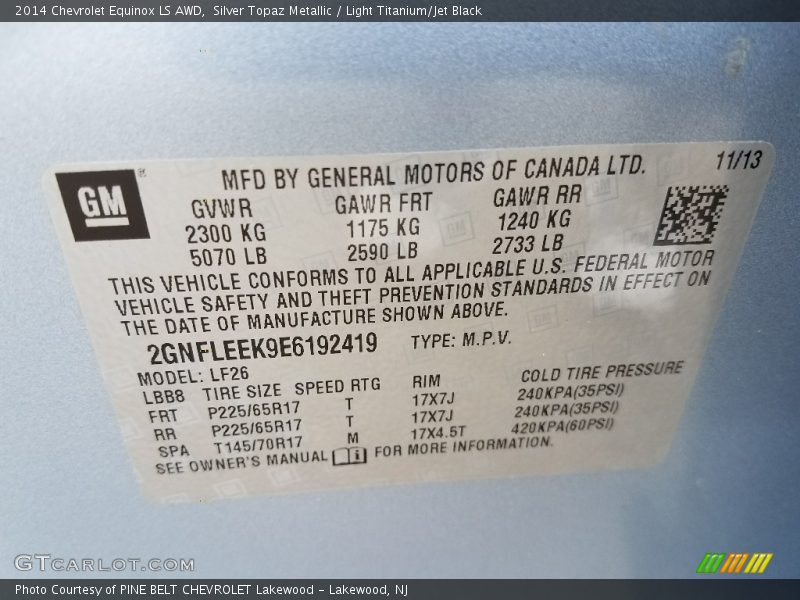 2014 Chevrolet Equinox LS AWD,  Silver Topaz Metallic / Light Titanium/Jet Black
GM ®
MFD BY GENERAL MOTORS OF CANADA LTD. 11/13
GVWR GAWR FRT GAWR RR
2300 KG 1175 KG 1240 KG
5070 LB 2590 LB 2733 LB
THIS VEHICLE CONFORMS TO ALL APPLICABLE U.S. FEDERAL MOTOR
VEHICLE SAFETY AND THEFT PREVENTION STANDARDS IN EFFECT ON
THE DATE OF MANUFACTURE SHOWN ABOVE.
2GNFLEEK9E6192419 TYPE: M.P.V.
MODEL: LF26
LBB8 TIRE SIZE SPEED RTG RIM COLD TIRE PRESSURE
FRT P225/65R17 T 17X7J 240KPA(35PSI)
RR P225/65R17 T 17X7J 240KPA(35PSI)
SPA T145/70R17 M 17X4.5T 420KPA(60PSI)
SEE OWNER'S MANUAL i FOR MORE INFORMATION.
GTCARLOT.COM
Photo Courtesy of PINE BELT CHEVROLET Lakewood - Lakewood, NJ